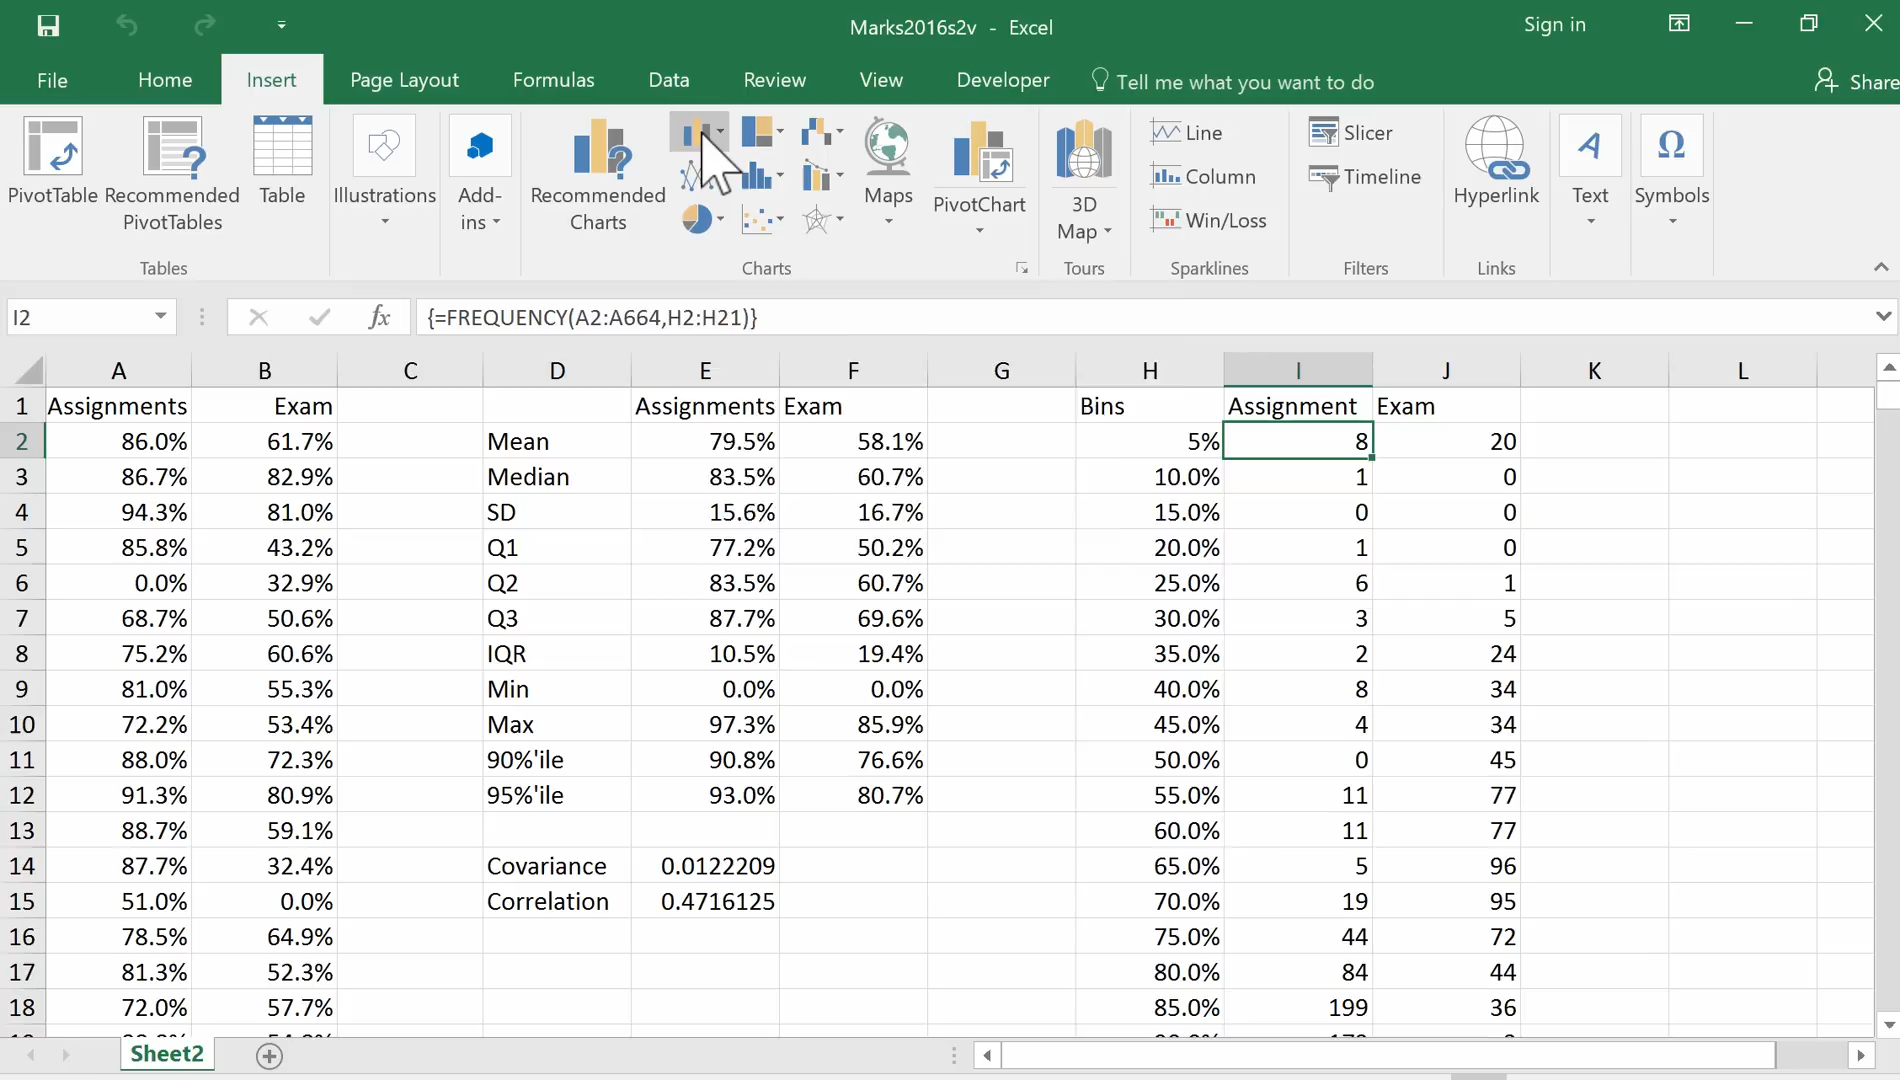 Marks2016s2v - Excel
Sign in
File Home Insert Page Layout Formulas Data Review View Developer Tell me what you want to do Share
PivotTable
Recommended PivotTables
Table
Illustrations
Add-ins
Recommended Charts
Maps
PivotChart
3D Map
Line
Column
Win/Loss
Slicer
Timeline
Hyperlink
Text
Symbols
Tables Charts Tours Sparklines Filters Links
I2 fx {=FREQUENCY(A2:A664,H2:H21)}
A B C D E F G H I J K L
1 Assignments Exam Assignments Exam Bins Assignment Exam
2 86.0% 61.7% Mean 79.5% 58.1% 5% 8 20
3 86.7% 82.9% Median 83.5% 60.7% 10.0% 1 0
4 94.3% 81.0% SD 15.6% 16.7% 15.0% 0 0
5 85.8% 43.2% Q1 77.2% 50.2% 20.0% 1 0
6 0.0% 32.9% Q2 83.5% 60.7% 25.0% 6 1
7 68.7% 50.6% Q3 87.7% 69.6% 30.0% 3 5
8 75.2% 60.6% IQR 10.5% 19.4% 35.0% 2 24
9 81.0% 55.3% Min 0.0% 0.0% 40.0% 8 34
10 72.2% 53.4% Max 97.3% 85.9% 45.0% 4 34
11 88.0% 72.3% 90%'ile 90.8% 76.6% 50.0% 0 45
12 91.3% 80.9% 95%'ile 93.0% 80.7% 55.0% 11 77
13 88.7% 59.1% 60.0% 11 77
14 87.7% 32.4% Covariance 0.0122209 65.0% 5 96
15 51.0% 0.0% Correlation 0.4716125 70.0% 19 95
16 78.5% 64.9% 75.0% 44 72
17 81.3% 52.3% 80.0% 84 44
18 72.0% 57.7% 85.0% 199 36
Sheet2